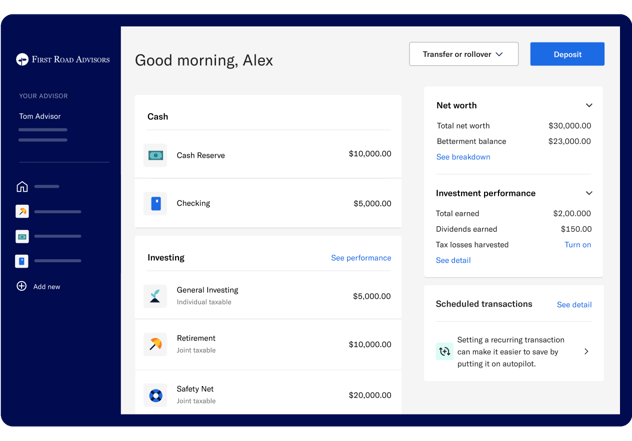 FIRST ROAD ADVISORS
YOUR ADVISOR
Tom Advisor
Add new
Good morning, Alex
Transfer or rollover
Deposit
Cash
Cash Reserve
$10,000.00
Checking
$5,000.00
Investing
See performance
General Investing
Individual taxable
$5,000.00
Retirement
Joint taxable
$10,000.00
Safety Net
Joint taxable
$20,000.00
Net worth
Total net worth
$30,000.00
Betterment balance
$23,000.00
See breakdown
Investment performance
Total earned
$2,00.000
Dividends earned
$150.00
Tax losses harvested
Turn on
See detail
Scheduled transactions
See detail
Setting a recurring transaction
can make it easier to save by
putting it on autopilot.